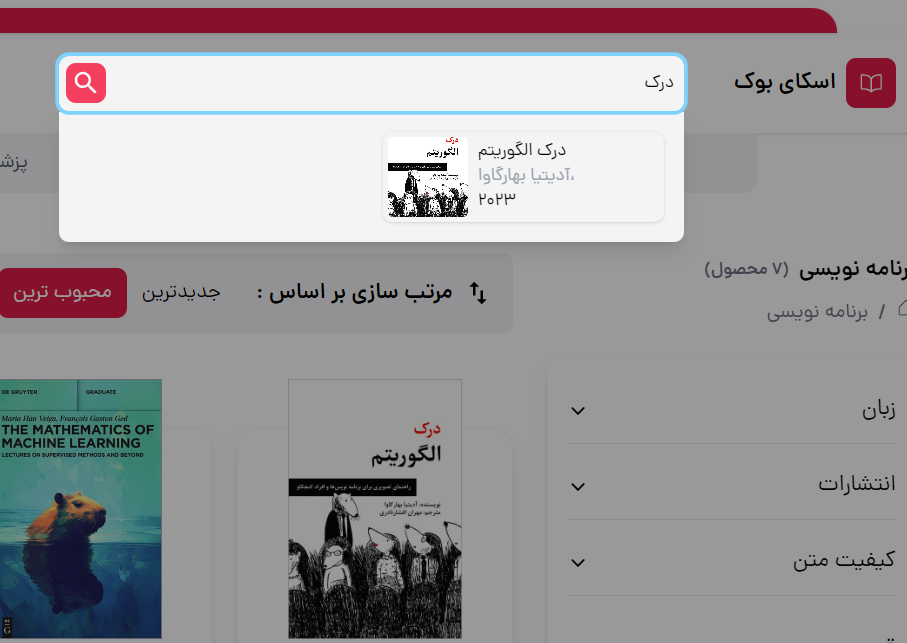 اسکای بوک
درک
پزش
درک الگوریتم
آدیتیا بهارگاوا،
۲۰۲۳
رنامه نویسی (۷ محصول)
/ برنامه نویسی
مرتب سازی بر اساس :
جدیدترین
محبوب ترین
زبان
انتشارات
کیفیت متن
درک
الگوریتم
راهنمای تصویری برای برنامه نویس‌ها و افراد کنجکاو
نویسنده: آدیتیا بهارگاوا
مترجم: مهران افشارنادری
DE GRUYTER GRADUATE
Maria Han Veiga, François Gaston Ged
THE MATHEMATICS OF
MACHINE LEARNING
LECTURES ON SUPERVISED METHODS AND BEYOND
درک
الگوریتم